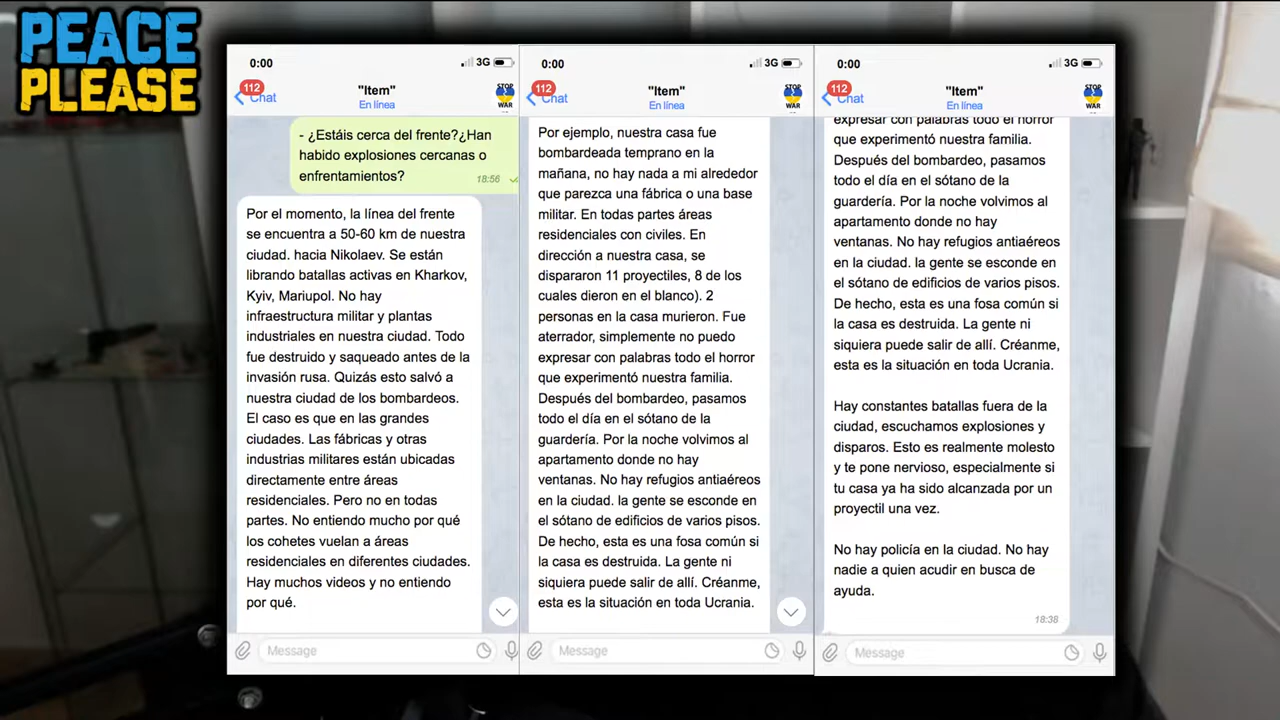 PEACE
PLEASE
0:00
3G
112
Chat
"Item"
En línea
STOP
WAR
- ¿Estáis cerca del frente?¿Han
habido explosiones cercanas o
enfrentamientos?
18:56
Por el momento, la línea del frente
se encuentra a 50-60 km de nuestra
ciudad. hacia Nikolaev. Se están
librando batallas activas en Kharkov,
Kyiv, Mariupol. No hay
infraestructura militar y plantas
industriales en nuestra ciudad. Todo
fue destruido y saqueado antes de la
invasión rusa. Quizás esto salvó a
nuestra ciudad de los bombardeos.
El caso es que en las grandes
ciudades. Las fábricas y otras
industrias militares están ubicadas
directamente entre áreas
residenciales. Pero no en todas
partes. No entiendo mucho por qué
los cohetes vuelan a áreas
residenciales en diferentes ciudades.
Hay muchos videos y no entiendo
por qué.
Message
0:00
3G
112
Chat
"Item"
En línea
STOP
WAR
Por ejemplo, nuestra casa fue
bombardeada temprano en la
mañana, no hay nada a mi alrededor
que parezca una fábrica o una base
militar. En todas partes áreas
residenciales con civiles. En
dirección a nuestra casa, se
dispararon 11 proyectiles, 8 de los
cuales dieron en el blanco). 2
personas en la casa murieron. Fue
aterrador, simplemente no puedo
expresar con palabras todo el horror
que experimentó nuestra familia.
Después del bombardeo, pasamos
todo el día en el sótano de la
guardería. Por la noche volvimos al
apartamento donde no hay
ventanas. No hay refugios antiaéreos
en la ciudad. la gente se esconde en
el sótano de edificios de varios pisos.
De hecho, esta es una fosa común si
la casa es destruida. La gente ni
siquiera puede salir de allí. Créanme,
esta es la situación en toda Ucrania.
Message
0:00
3G
112
Chat
"Item"
En línea
STOP
WAR
expresar con palabras todo el horror
que experimentó nuestra familia.
Después del bombardeo, pasamos
todo el día en el sótano de la
guardería. Por la noche volvimos al
apartamento donde no hay
ventanas. No hay refugios antiaéreos
en la ciudad. la gente se esconde en
el sótano de edificios de varios pisos.
De hecho, esta es una fosa común si
la casa es destruida. La gente ni
siquiera puede salir de allí. Créanme,
esta es la situación en toda Ucrania.
Hay constantes batallas fuera de la
ciudad, escuchamos explosiones y
disparos. Esto es realmente molesto
y te pone nervioso, especialmente si
tu casa ya ha sido alcanzada por un
proyectil una vez.
No hay policía en la ciudad. No hay
nadie a quien acudir en busca de
ayuda.
18:38
Message